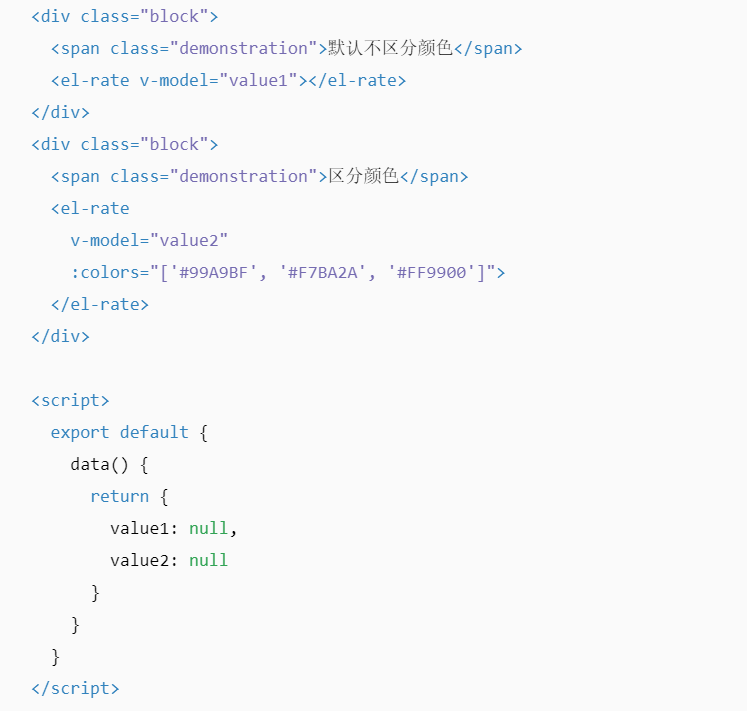 <div class="block">
  <span class="demonstration">默认不区分颜色</span>
  <el-rate v-model="value1"></el-rate>
</div>
<div class="block">
  <span class="demonstration">区分颜色</span>
  <el-rate
    v-model="value2"
    :colors="['#99A9BF', '#F7BA2A', '#FF9900']">
  </el-rate>
</div>

<script>
  export default {
    data() {
      return {
        value1: null,
        value2: null
      }
    }
  }
</script>